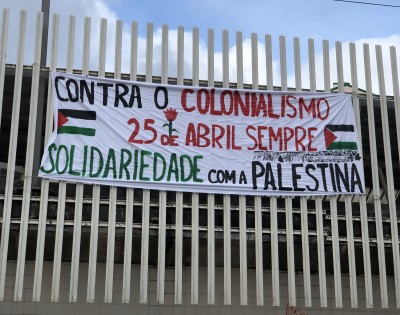 CONTRA O COLONIALISMO
25 DE ABRIL SEMPRE
SOLIDARIEDADE COM A PALESTINA